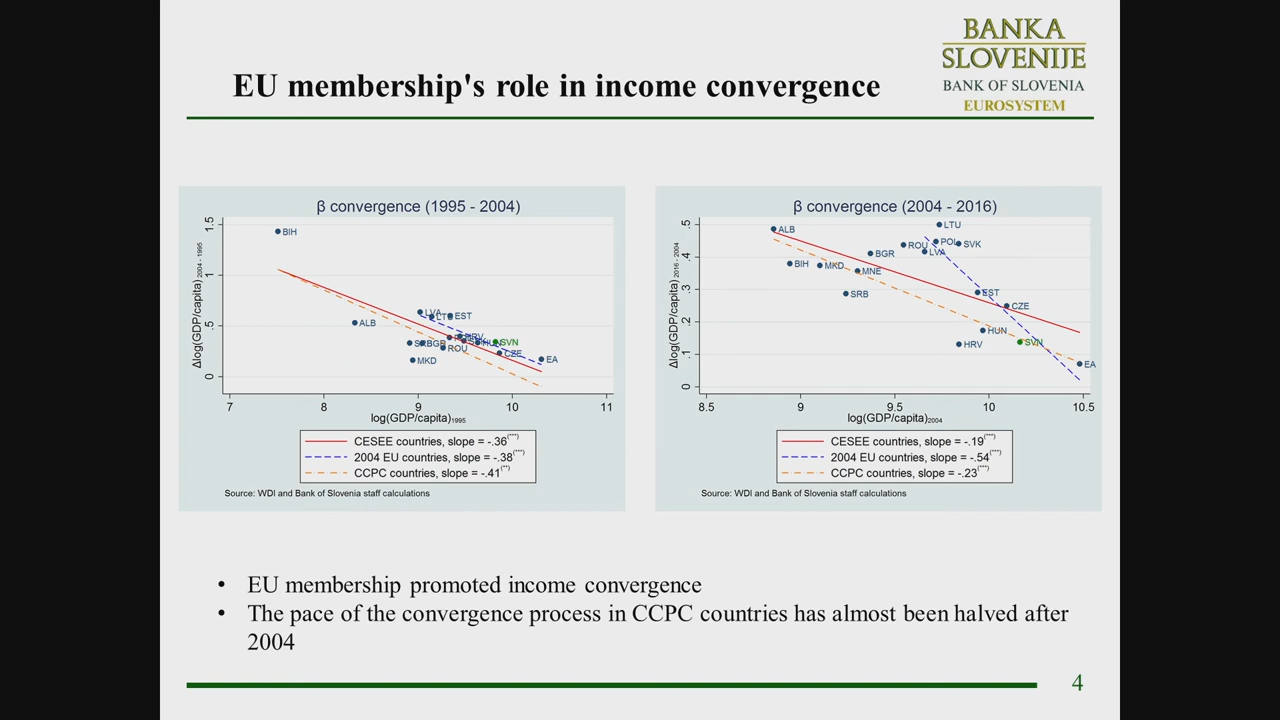 BANKA
SLOVENIJE
BANK OF SLOVENIA
EUROSYSTEM
EU membership's role in income convergence
β convergence (1995 - 2004)
Δlog(GDP/capita)2004 - 1995
1.5
1
.5
0
BIH
ALB
LVA
LTU
EST
HRV
HUN
SVN
SRB
BGR
ROU
CZE
MKD
EA
7 8 9 10 11
log(GDP/capita)1995
CESEE countries, slope = -.36(***)
2004 EU countries, slope = -.38(***)
CCPC countries, slope = -.41(**)
Source: WDI and Bank of Slovenia staff calculations
β convergence (2004 - 2016)
Δlog(GDP/capita)2016 - 2004
.5
.4
.3
.2
.1
0
ALB
LTU
ROU
POL
SVK
BGR
LVA
BIH
MKD
MNE
SRB
EST
CZE
HUN
HRV
SVN
EA
8.5 9 9.5 10 10.5
log(GDP/capita)2004
CESEE countries, slope = -.19(***)
2004 EU countries, slope = -.54(***)
CCPC countries, slope = -.23(***)
Source: WDI and Bank of Slovenia staff calculations
• EU membership promoted income convergence
• The pace of the convergence process in CCPC countries has almost been halved after
2004
4